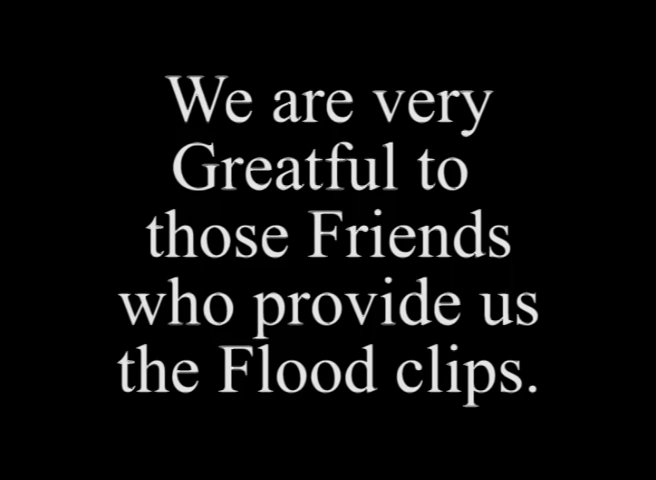 We are very
Greatful to
those Friends
who provide us
the Flood clips.